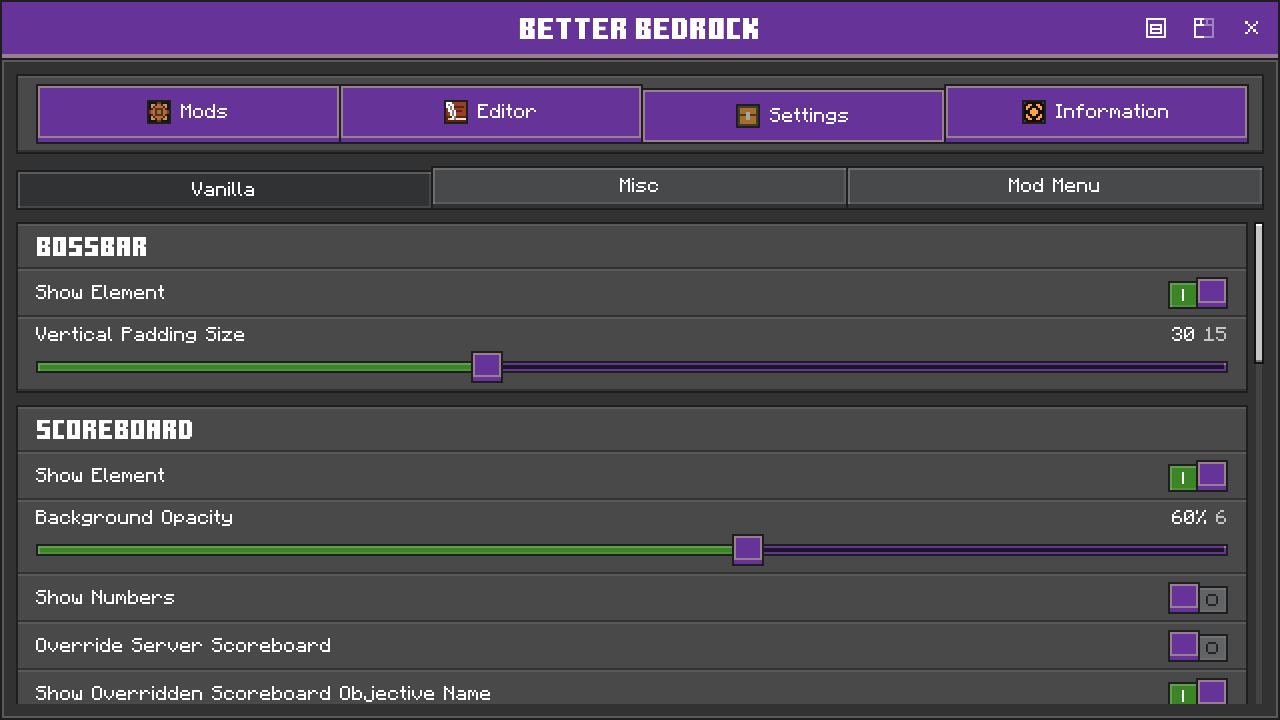 BETTER BEDROCK
Mods
Editor
Settings
Information
Vanilla
Misc
Mod Menu
BOSSBAR
Show Element
Vertical Padding Size 30 15
SCOREBOARD
Show Element
Background Opacity 60% 6
Show Numbers
Override Server Scoreboard
Show Overridden Scoreboard Objective Name